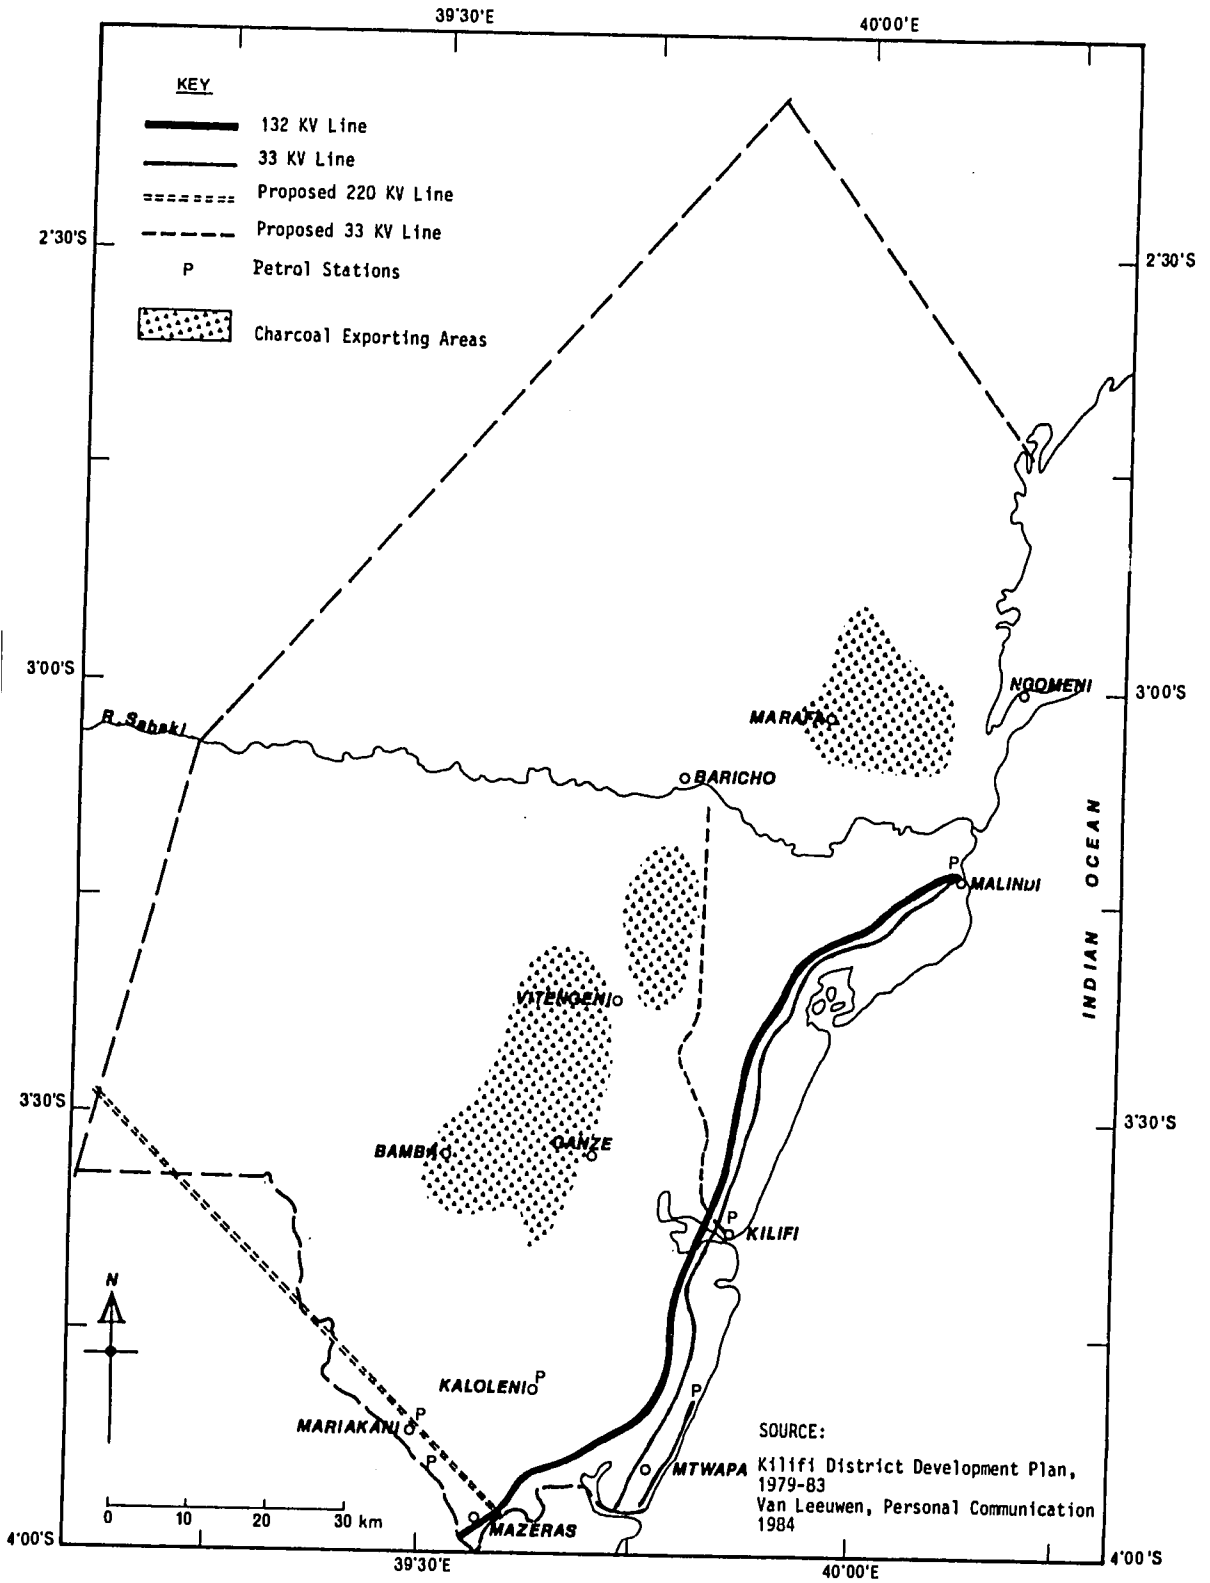 39°30'E
40°00'E
KEY
132 KV Line
33 KV Line
Proposed 220 KV Line
2°30'S
Proposed 33 KV Line
2°30'S
P
Petrol Stations
Charcoal Exporting Areas
3°00'S
NGOMENI
3°00'S
R. Sabaki
MARAFA
BARICHO
INDIAN OCEAN
P
MALINDI
VITENGENI
3°30'S
3°30'S
BAMBA
GANZE
P
KILIFI
N
KALOLENI
P
P
MARIAKANI
P
P
SOURCE:
MTWAPA
Kilifi District Development Plan,
1979-83
Van Leeuwen, Personal Communication
1984
0 10 20 30 km
MAZERAS
4°00'S
4°00'S
39°30'E
40°00'E